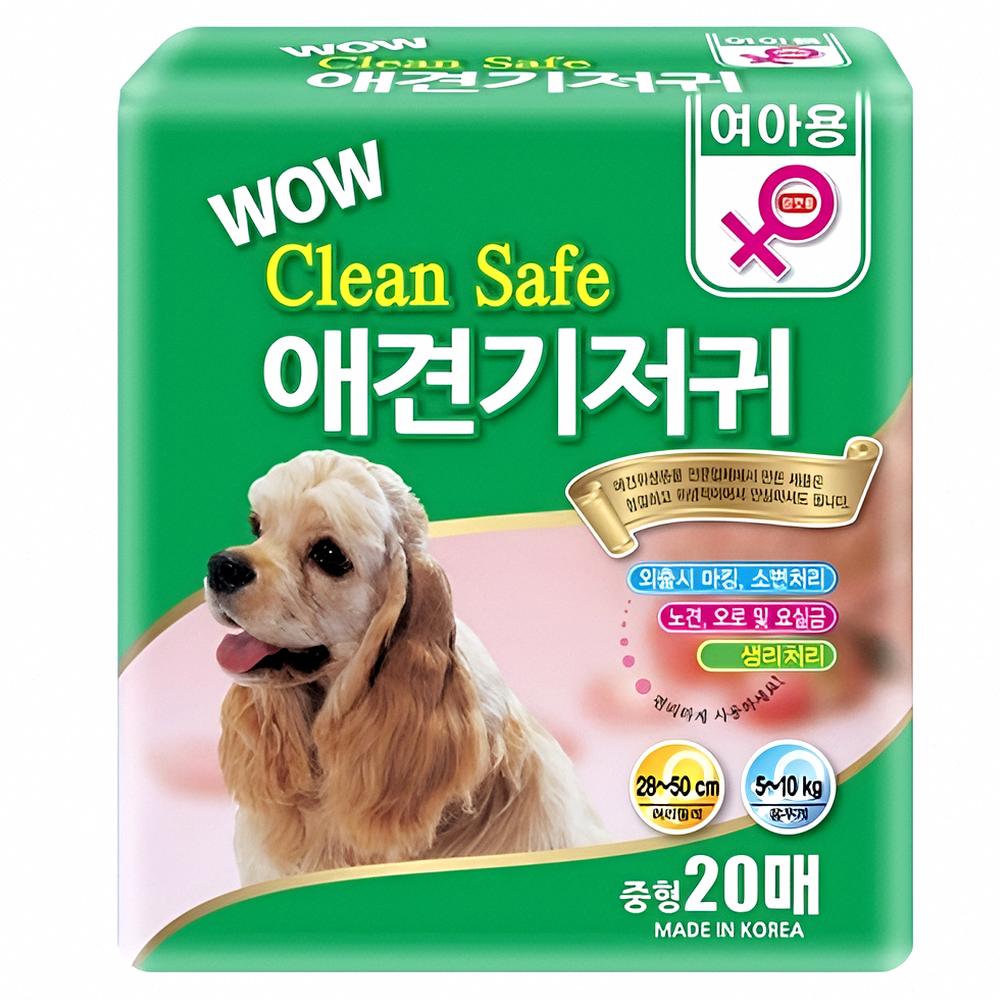 WOW
Clean Safe
애견기저귀
여아용
WOW
Clean Safe
애견기저귀
외출시 마킹, 소변처리
노견, 오로 및 요실금
생리처리
28~50 cm
5~10 kg
중형 20매
MADE IN KOREA